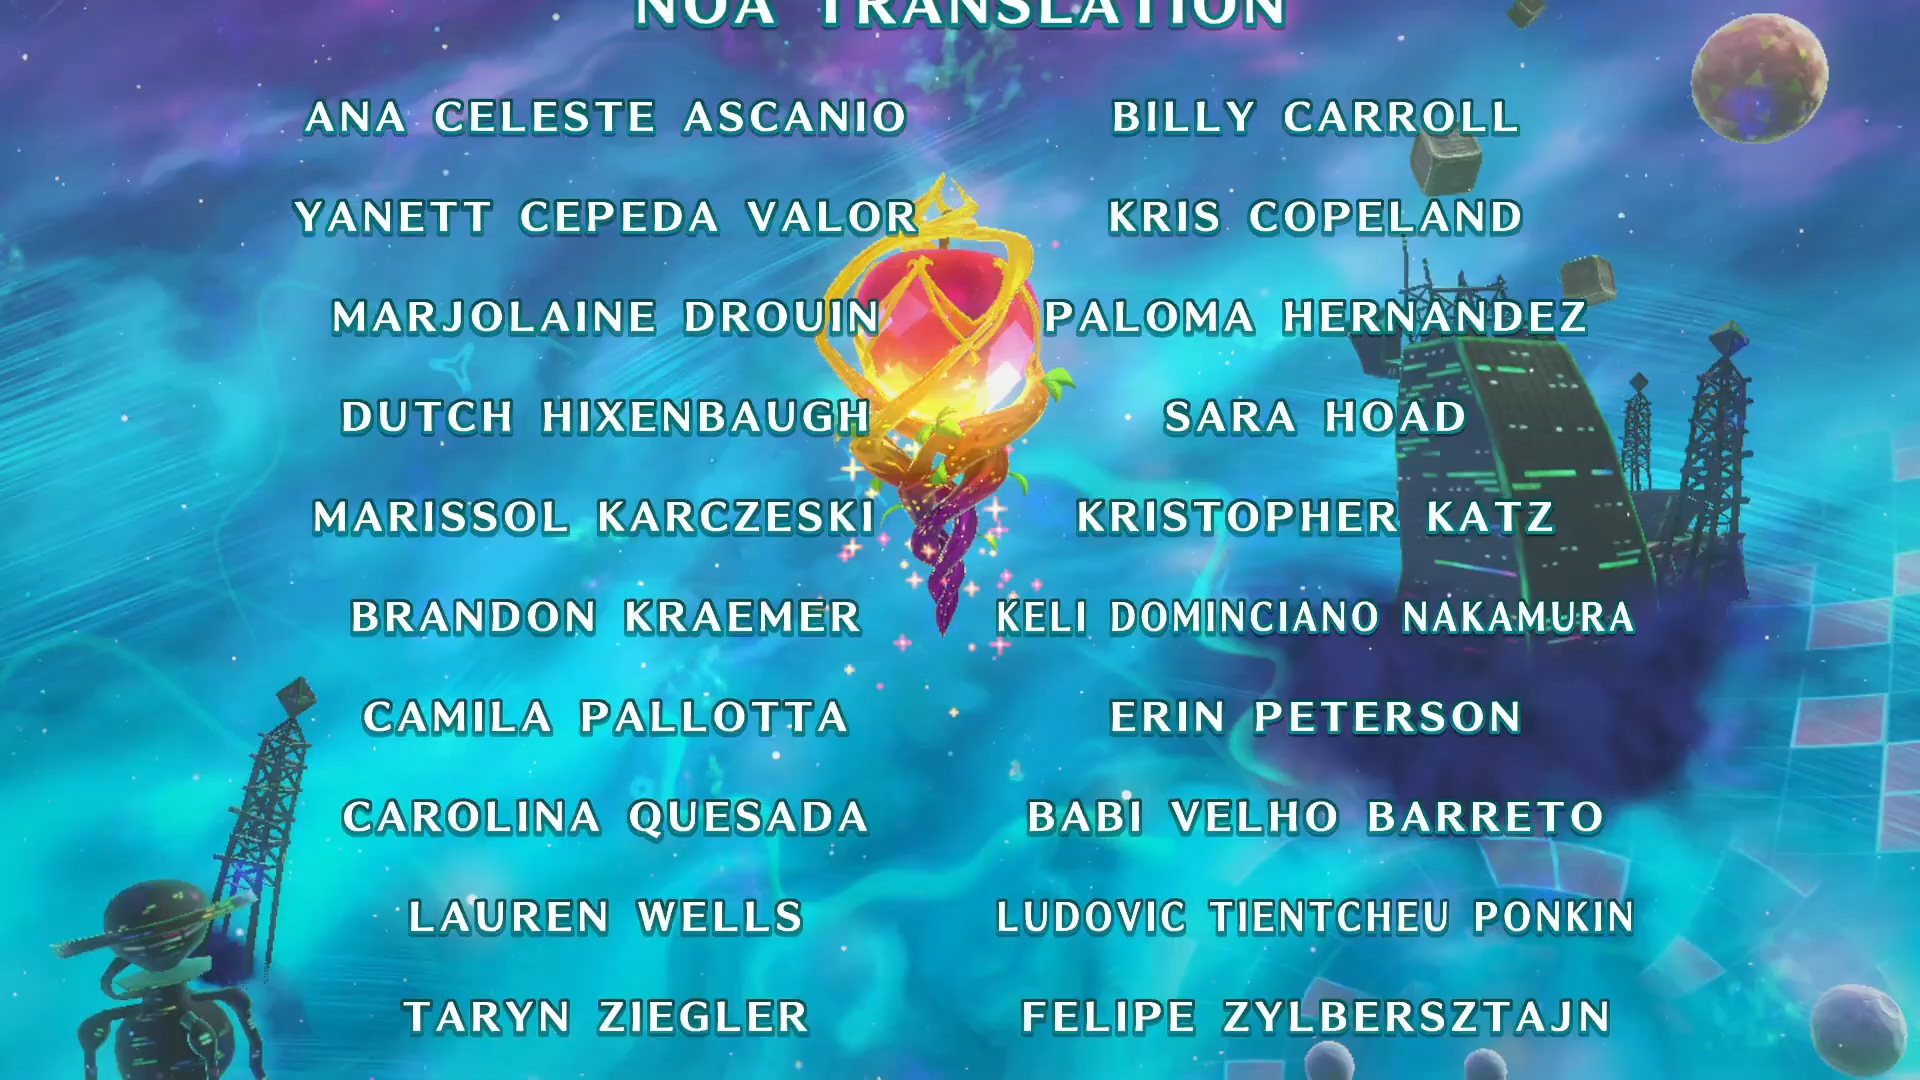 NOA TRANSLATION
ANA CELESTE ASCANIO
BILLY CARROLL
YANETT CEPEDA VALOR
KRIS COPELAND
MARJOLAINE DROUIN
PALOMA HERNANDEZ
DUTCH HIXENBAUGH
SARA HOAD
MARISSOL KARCZESKI
KRISTOPHER KATZ
BRANDON KRAEMER
KELI DOMINCIANO NAKAMURA
CAMILA PALLOTTA
ERIN PETERSON
CAROLINA QUESADA
BABI VELHO BARRETO
LAUREN WELLS
LUDOVIC TIENTCHEU PONKIN
TARYN ZIEGLER
FELIPE ZYLBERSZTAJN